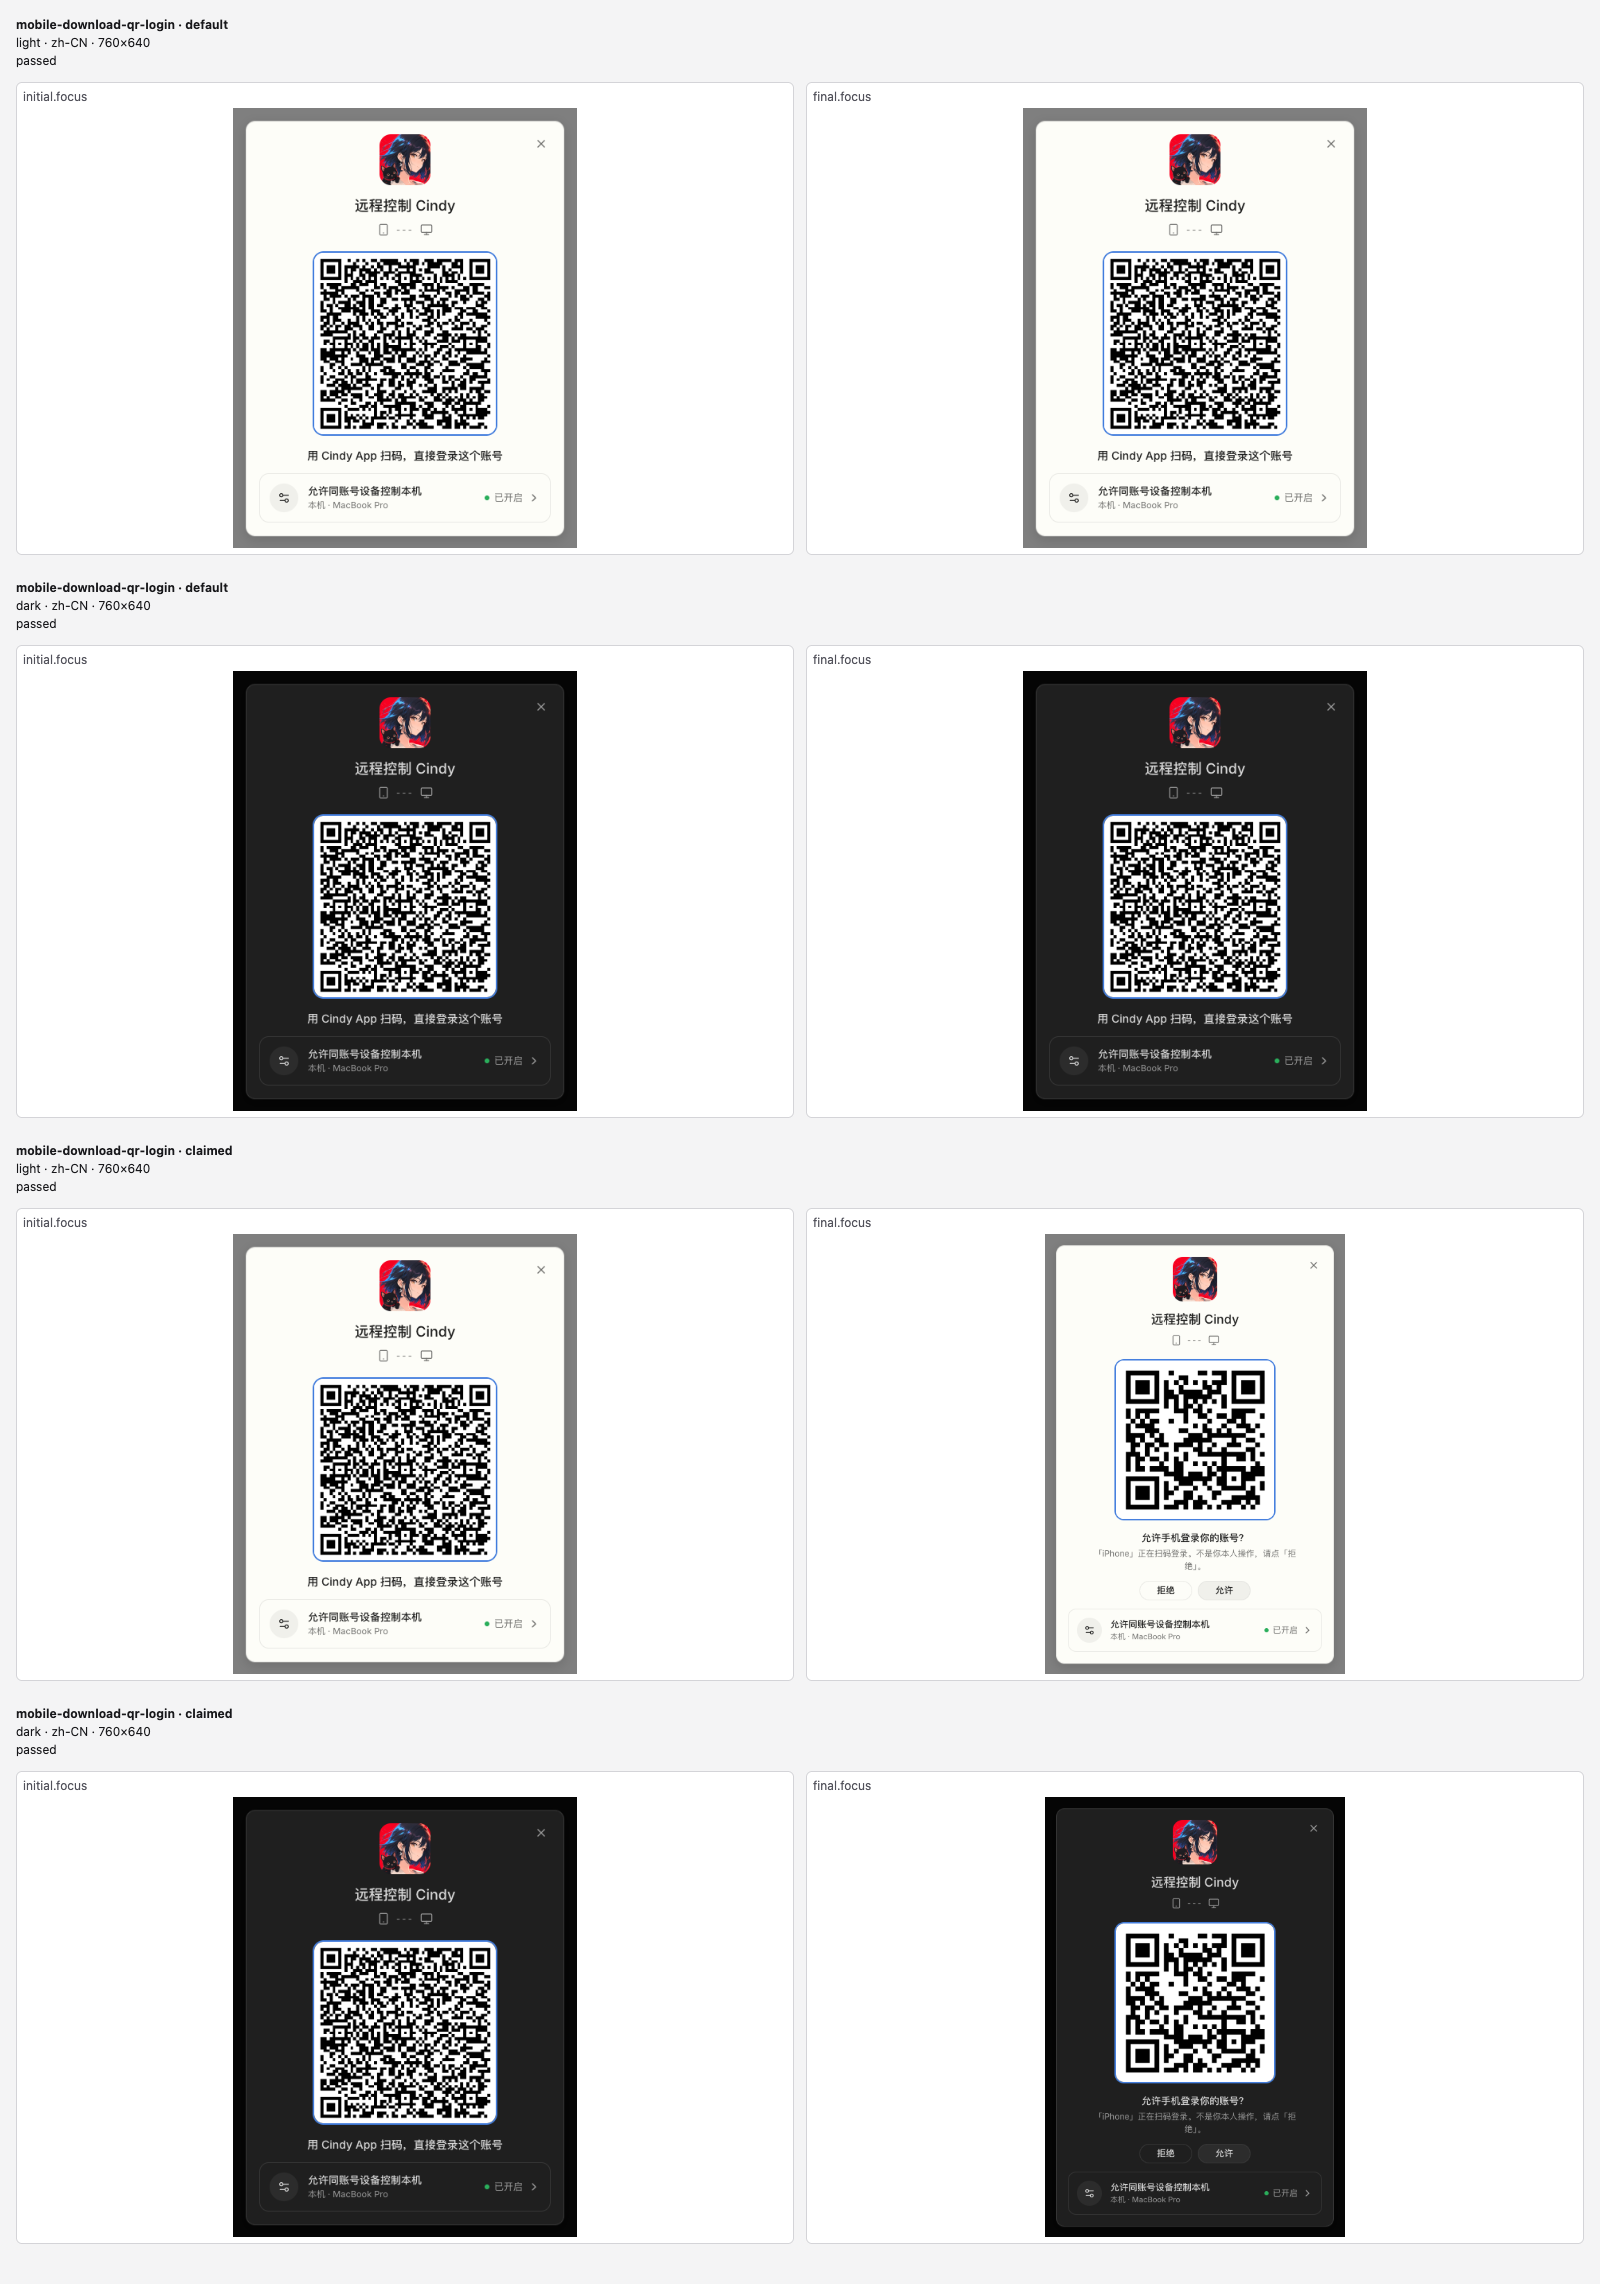 mobile-download-qr-login · default
light · zh-CN · 760×640
passed
initial.focus
远程控制 Cindy
用 Cindy App 扫码，直接登录这个账号
允许同账号设备控制本机
本机 · MacBook Pro
已开启
final.focus
远程控制 Cindy
用 Cindy App 扫码，直接登录这个账号
允许同账号设备控制本机
本机 · MacBook Pro
已开启
mobile-download-qr-login · default
dark · zh-CN · 760×640
passed
initial.focus
远程控制 Cindy
用 Cindy App 扫码，直接登录这个账号
允许同账号设备控制本机
本机 · MacBook Pro
已开启
final.focus
远程控制 Cindy
用 Cindy App 扫码，直接登录这个账号
允许同账号设备控制本机
本机 · MacBook Pro
已开启
mobile-download-qr-login · claimed
light · zh-CN · 760×640
passed
initial.focus
远程控制 Cindy
用 Cindy App 扫码，直接登录这个账号
允许同账号设备控制本机
本机 · MacBook Pro
已开启
final.focus
远程控制 Cindy
允许手机登录你的账号？
「iPhone」正在扫码登录。不是你本人操作，请点「拒
绝」。
拒绝
允许
允许同账号设备控制本机
本机 · MacBook Pro
已开启
mobile-download-qr-login · claimed
dark · zh-CN · 760×640
passed
initial.focus
远程控制 Cindy
用 Cindy App 扫码，直接登录这个账号
允许同账号设备控制本机
本机 · MacBook Pro
已开启
final.focus
远程控制 Cindy
允许手机登录你的账号？
「iPhone」正在扫码登录。不是你本人操作，请点「拒
绝」。
拒绝
允许
允许同账号设备控制本机
本机 · MacBook Pro
已开启